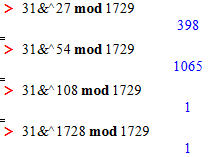 > 31&^27 mod 1729
398
> 31&^54 mod 1729
1065
> 31&^108 mod 1729
1
> 31&^1728 mod 1729
1